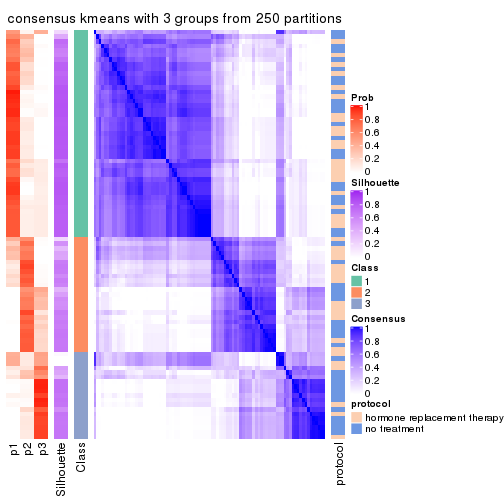 consensus kmeans with 3 groups from 250 partitions
Prob
1
0.8
0.6
0.4
0.2
0
Silhouette
1
0.8
0.6
0.4
0.2
0
Class
1
2
3
Consensus
1
0.8
0.6
0.4
0.2
0
protocol
hormone replacement therapy
no treatment
p1
p2
p3
Silhouette
Class
protocol